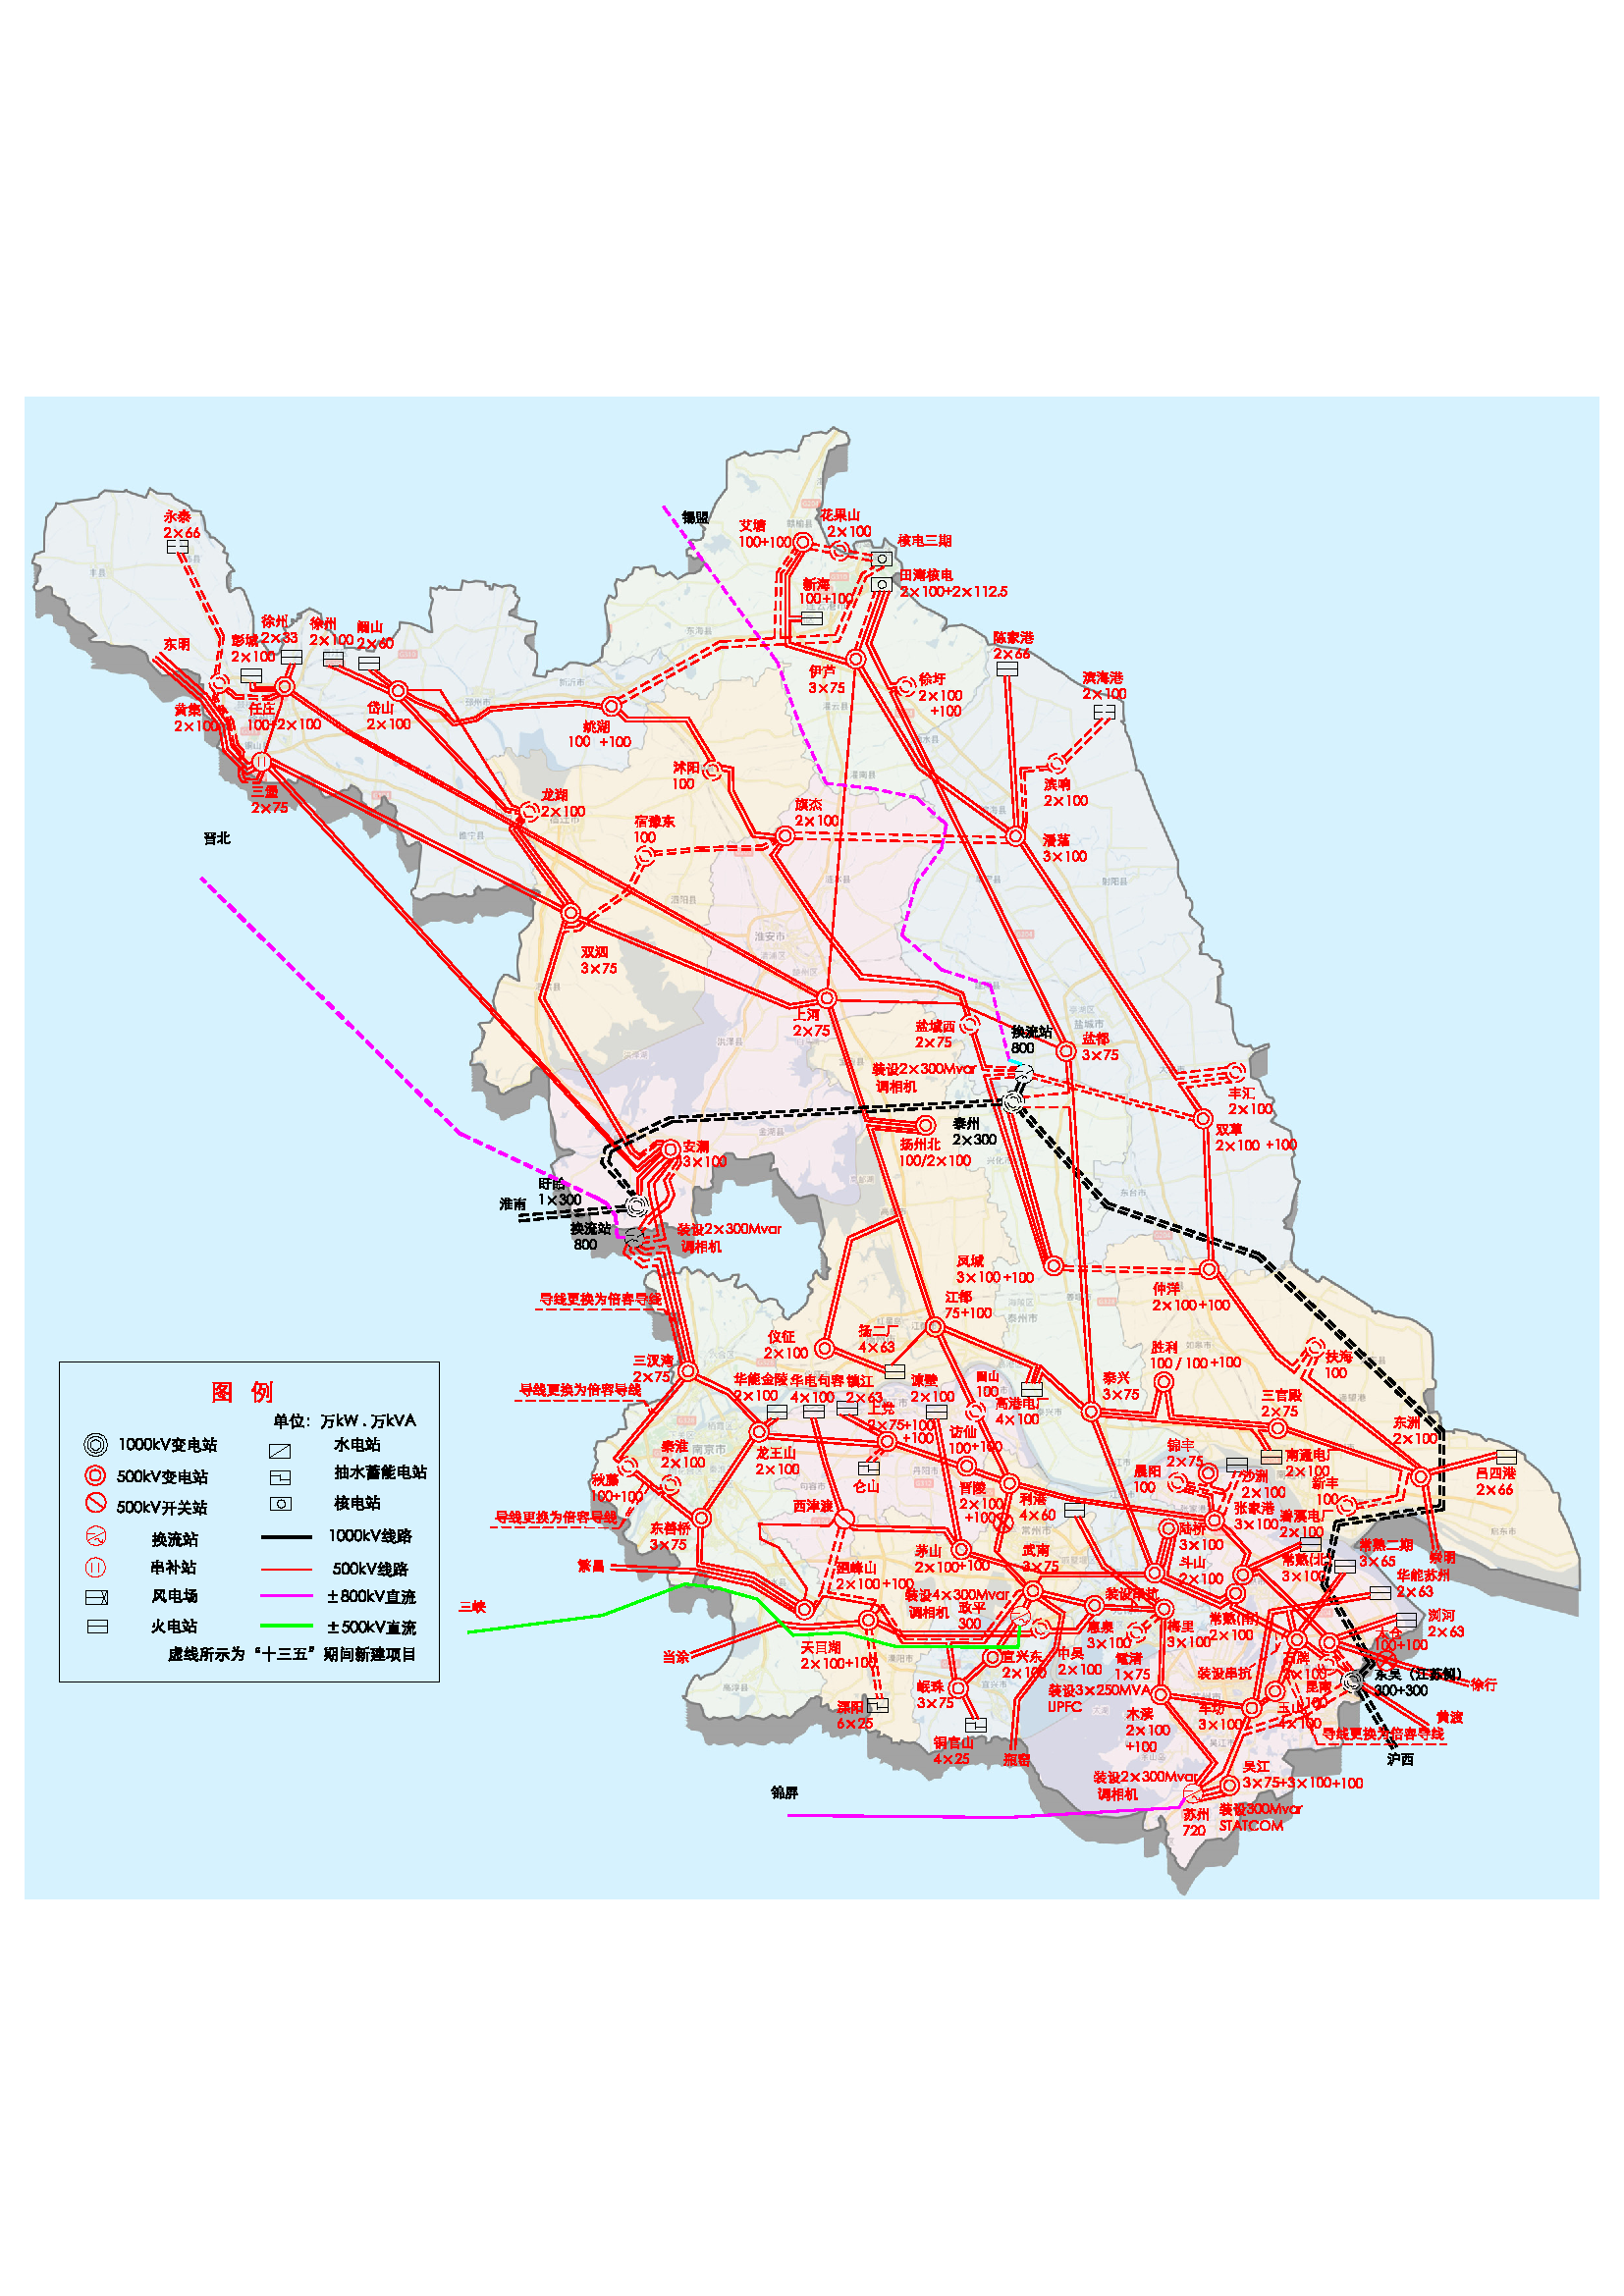 永泰
2×66
锡盟
艾塘
100+100
花果山
2×100
核电三期
田湾核电
2×100+2×112.5
新海
100+100
东明
彭城
2×100
徐州
2×33
徐州
2×100
阚山
2×60
陈家港
2×66
伊芦
3×75
徐圩
2×100
+100
滨海港
2×100
黄集
2×100
任庄
100+2×100
岱山
2×100
姚湖
100 +100
沭阳
100
三堡
2×75
龙湖
2×100
宿豫东
100
旗杰
2×100
滨响
2×100
潘荡
3×100
晋北
双泗
3×75
上河
2×75
盐城西
2×75
换流站
800
盐都
3×75
装设2×300Mvar
调相机
丰汇
2×100
泰州
2×300
扬州北
100/2×100
双草
2×100 +100
安澜
3×100
盱眙
1×300
淮南
换流站
800
装设2×300Mvar
调相机
凤城
3×100+100
仲洋
2×100+100
导线更换为倍容导线
江都
75+100
仪征
2×100
扬二厂
4×63
胜利
100 / 100 +100
扶海
100
三汊湾
2×75
华能金陵
2×100
华电句容
4×100
镇江
2×63
谏壁
2×100
100
高港电厂
4×100
泰兴
3×75
三官殿
2×75
东洲
2×100
导线更换为倍容导线
上党
2×75+100
+100
访仙
100+100
秦淮
2×100
龙王山
2×100
仑山
秋藤
100+100
晋陵
2×100
+100
利港
4×60
晨阳
100
锦丰
2×75
沙洲
2×100
南通电厂
2×100
新丰
100
吕四港
2×66
张家港
3×100
2×100
西津渡
导线更换为倍容导线
东善桥
3×75
茅山
2×100+100
武南
3×75
陆桥
3×100
斗山
2×100
常熟(北)
3×100
常熟二期
3×65
崇明
华能苏州
2×63
繁昌
廻峰山
2×100+100
装设4×300Mvar
调相机
政平
300
装设串抗
惠泉
3×100
梅里
3×100
常熟(南)
2×100
太仓
100+100
浏河
2×63
三峡
当涂
天目湖
2×100+100
宜兴东
2×100
中吴
2×100
1×75
装设串抗
石牌
昆南
东吴 (江苏侧)
300+300
徐行
岷珠
3×75
装设3×250MVA
UPFC
溧阳
6×25
木渎
2×100
+100
车坊
3×100
玉山
4×100
黄渡
导线更换为倍容导线
沪西
铜官山
4×25
瓶窑
吴江
3×75+3×100+100
装设2×300Mvar
调相机
锦屏
苏州
720
装设300Mvar
STATCOM
图 例
单位：万kW . 万kVA
1000kV变电站
水电站
500kV变电站
抽水蓄能电站
500kV开关站
核电站
换流站
1000kV线路
串补站
500kV线路
风电场
±800kV直流
火电站
±500kV直流
虚线所示为“十三五”期间新建项目